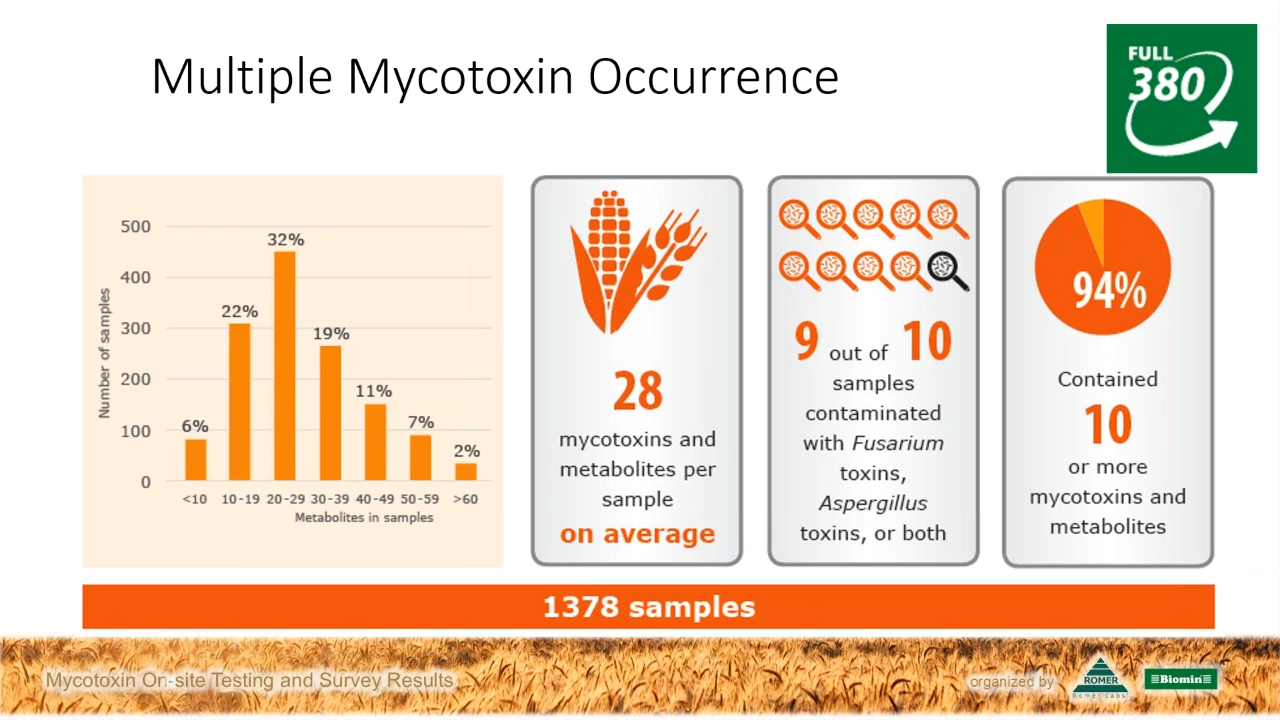 Multiple Mycotoxin Occurrence
FULL
380
500
400
300
200
100
0
Number of samples
6%
22%
32%
19%
11%
7%
2%
<10 10-19 20-29 30-39 40-49 50-59 >60
Metabolites in samples
28
mycotoxins and
metabolites per
sample
on average
9 out of 10
samples
contaminated
with Fusarium
toxins,
Aspergillus
toxins, or both
94%
Contained
10
or more
mycotoxins and
metabolites
1378 samples
Mycotoxin On-site Testing and Survey Results
organized by
ROMER
Romer Labs
Biomin